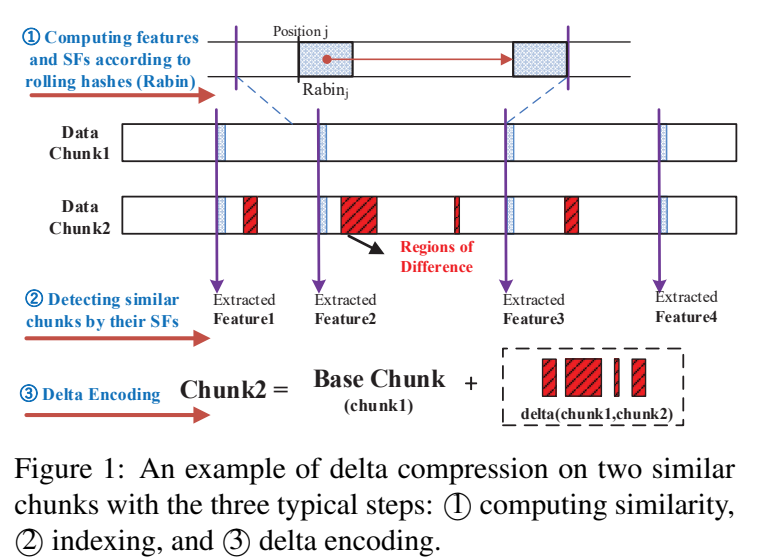 ① Computing features
and SFs according to
rolling hashes (Rabin)
Position j
Rabinj
Data
Chunk1
Data
Chunk2
Regions of
Difference
② Detecting similar
chunks by their SFs
Extracted
Feature1
Extracted
Feature2
Extracted
Feature3
Extracted
Feature4
③ Delta Encoding
Chunk2 = Base Chunk +
(chunk1)
delta(chunk1,chunk2)
Figure 1: An example of delta compression on two similar
chunks with the three typical steps: ① computing similarity,
② indexing, and ③ delta encoding.